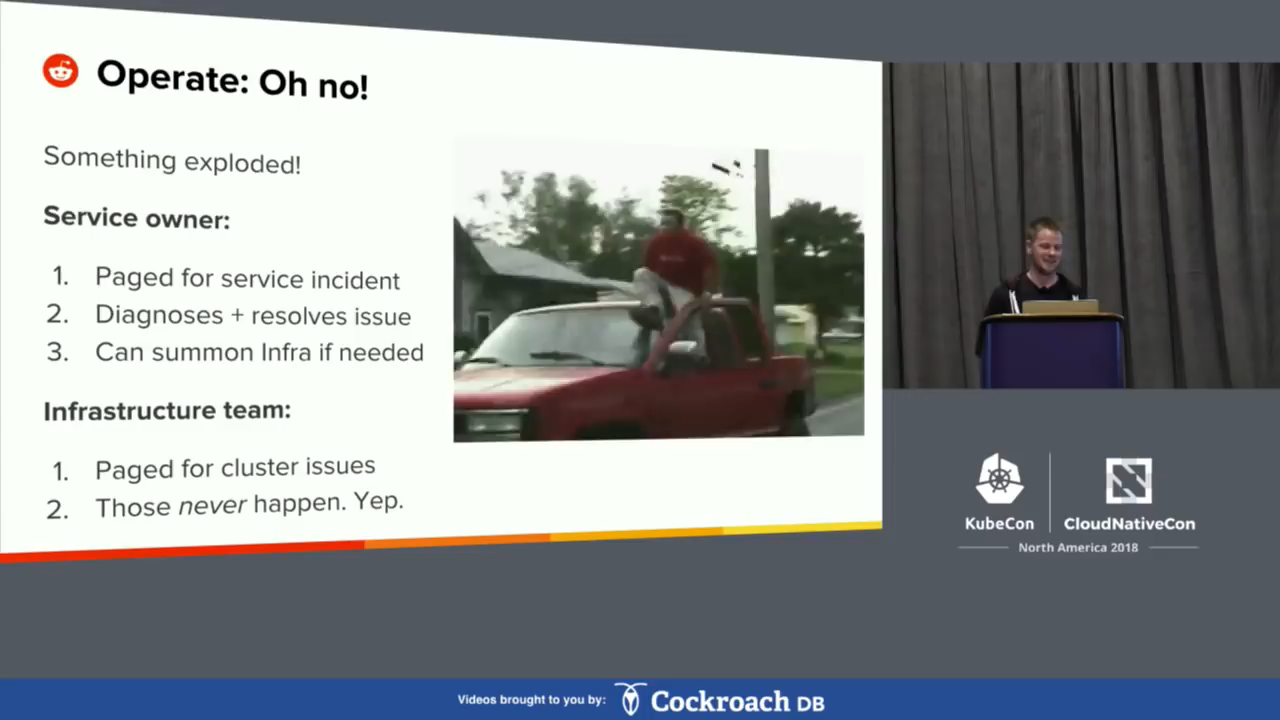 Operate: Oh no!
Something exploded!
Service owner:
1. Paged for service incident
2. Diagnoses + resolves issue
3. Can summon Infra if needed
Infrastructure team:
1. Paged for cluster issues
2. Those never happen. Yep.
KubeCon
CloudNativeCon
North America 2018
Videos brought to you by:
Cockroach DB